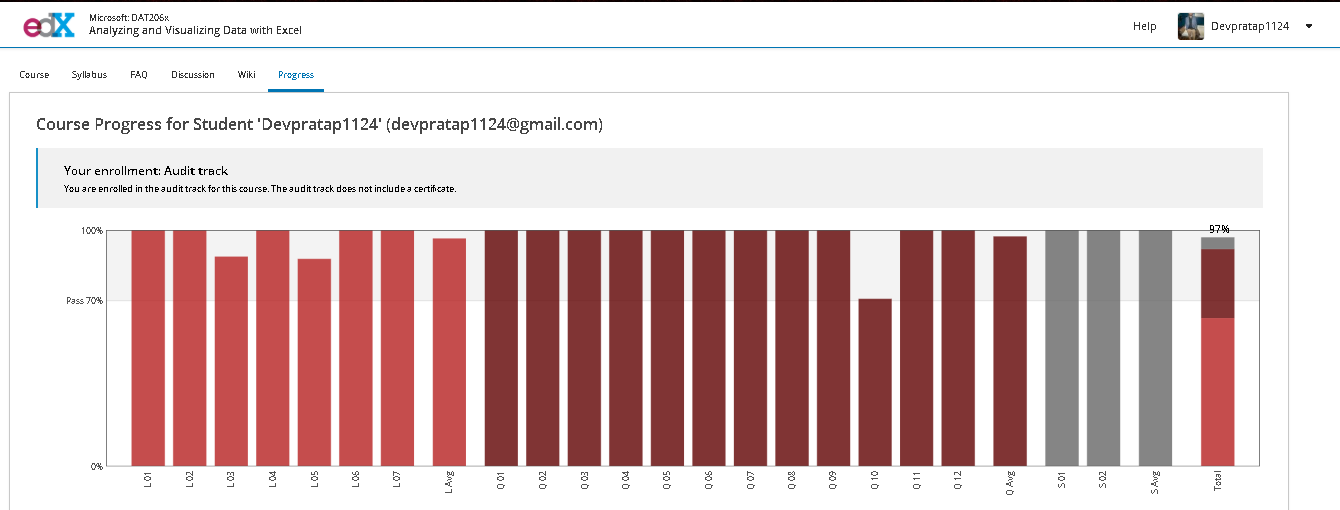 edX
Microsoft: DAT206x
Analyzing and Visualizing Data with Excel
Help
Devpratap1124
Course Syllabus FAQ Discussion Wiki Progress
Course Progress for Student 'Devpratap1124' (devpratap1124@gmail.com)
Your enrollment: Audit track
You are enrolled in the audit track for this course. The audit track does not include a certificate.
97%
100%
Pass 70%
0%
L 01 L 02 L 03 L 04 L 05 L 06 L 07 L Avg Q 01 Q 02 Q 03 Q 04 Q 05 Q 06 Q 07 Q 08 Q 09 Q 10 Q 11 Q 12 Q Avg S 01 S 02 S Avg Total